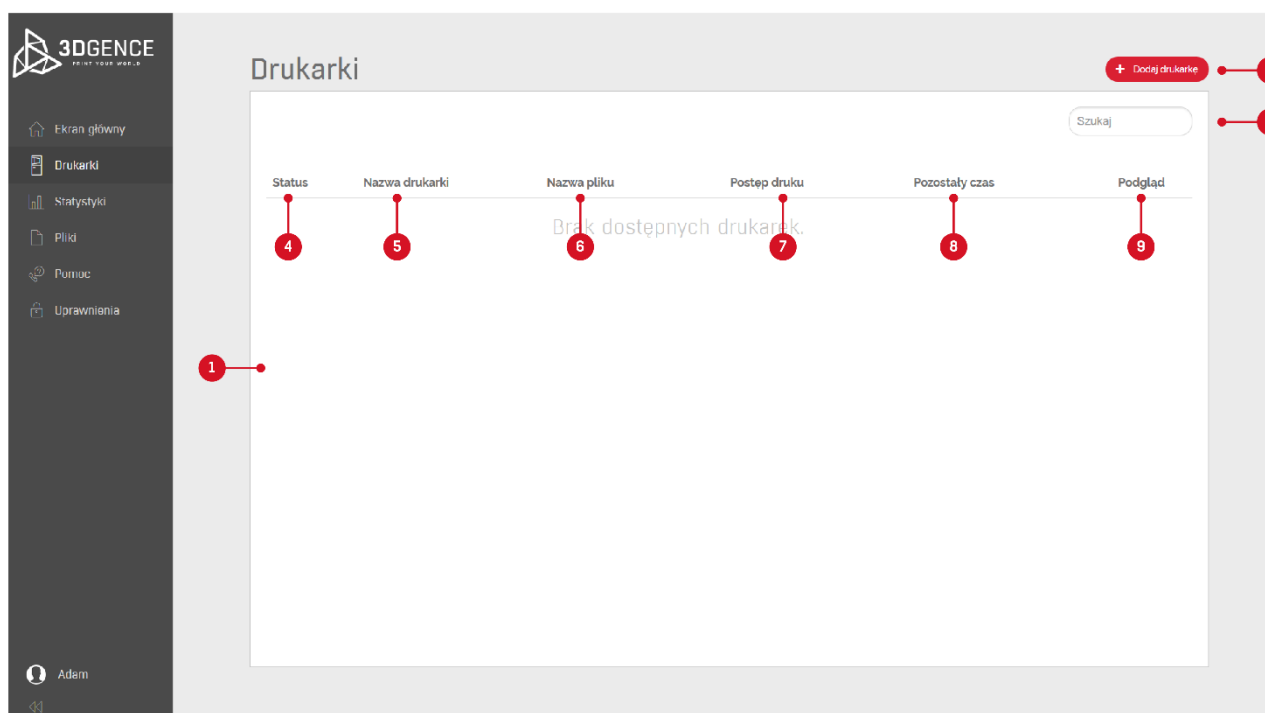 3DGENCE
PRINT YOUR WORLD
Ekran główny
Drukarki
Statystyki
Pliki
Pomoc
Uprawnienia
Adam
Drukarki
+ Dodaj drukarkę
Szukaj
Status Nazwa drukarki Nazwa pliku Postęp druku Pozostały czas Podgląd
Brak dostępnych drukarek.
4 5 6 7 8 9
1